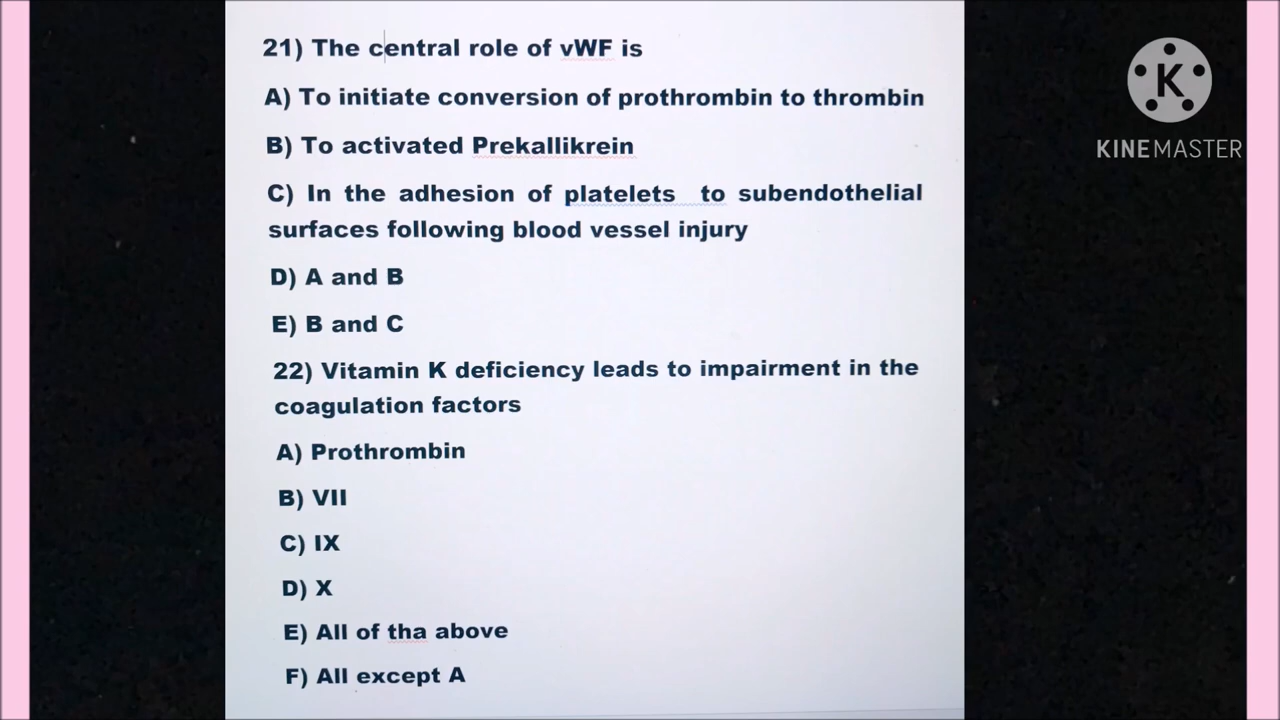 21) The central role of vWF is
A) To initiate conversion of prothrombin to thrombin
B) To activated Prekallikrein
C) In the adhesion of platelets to subendothelial
surfaces following blood vessel injury
D) A and B
E) B and C
22) Vitamin K deficiency leads to impairment in the
coagulation factors
A) Prothrombin
B) VII
C) IX
D) X
E) All of tha above
F) All except A
K
KINEMASTER